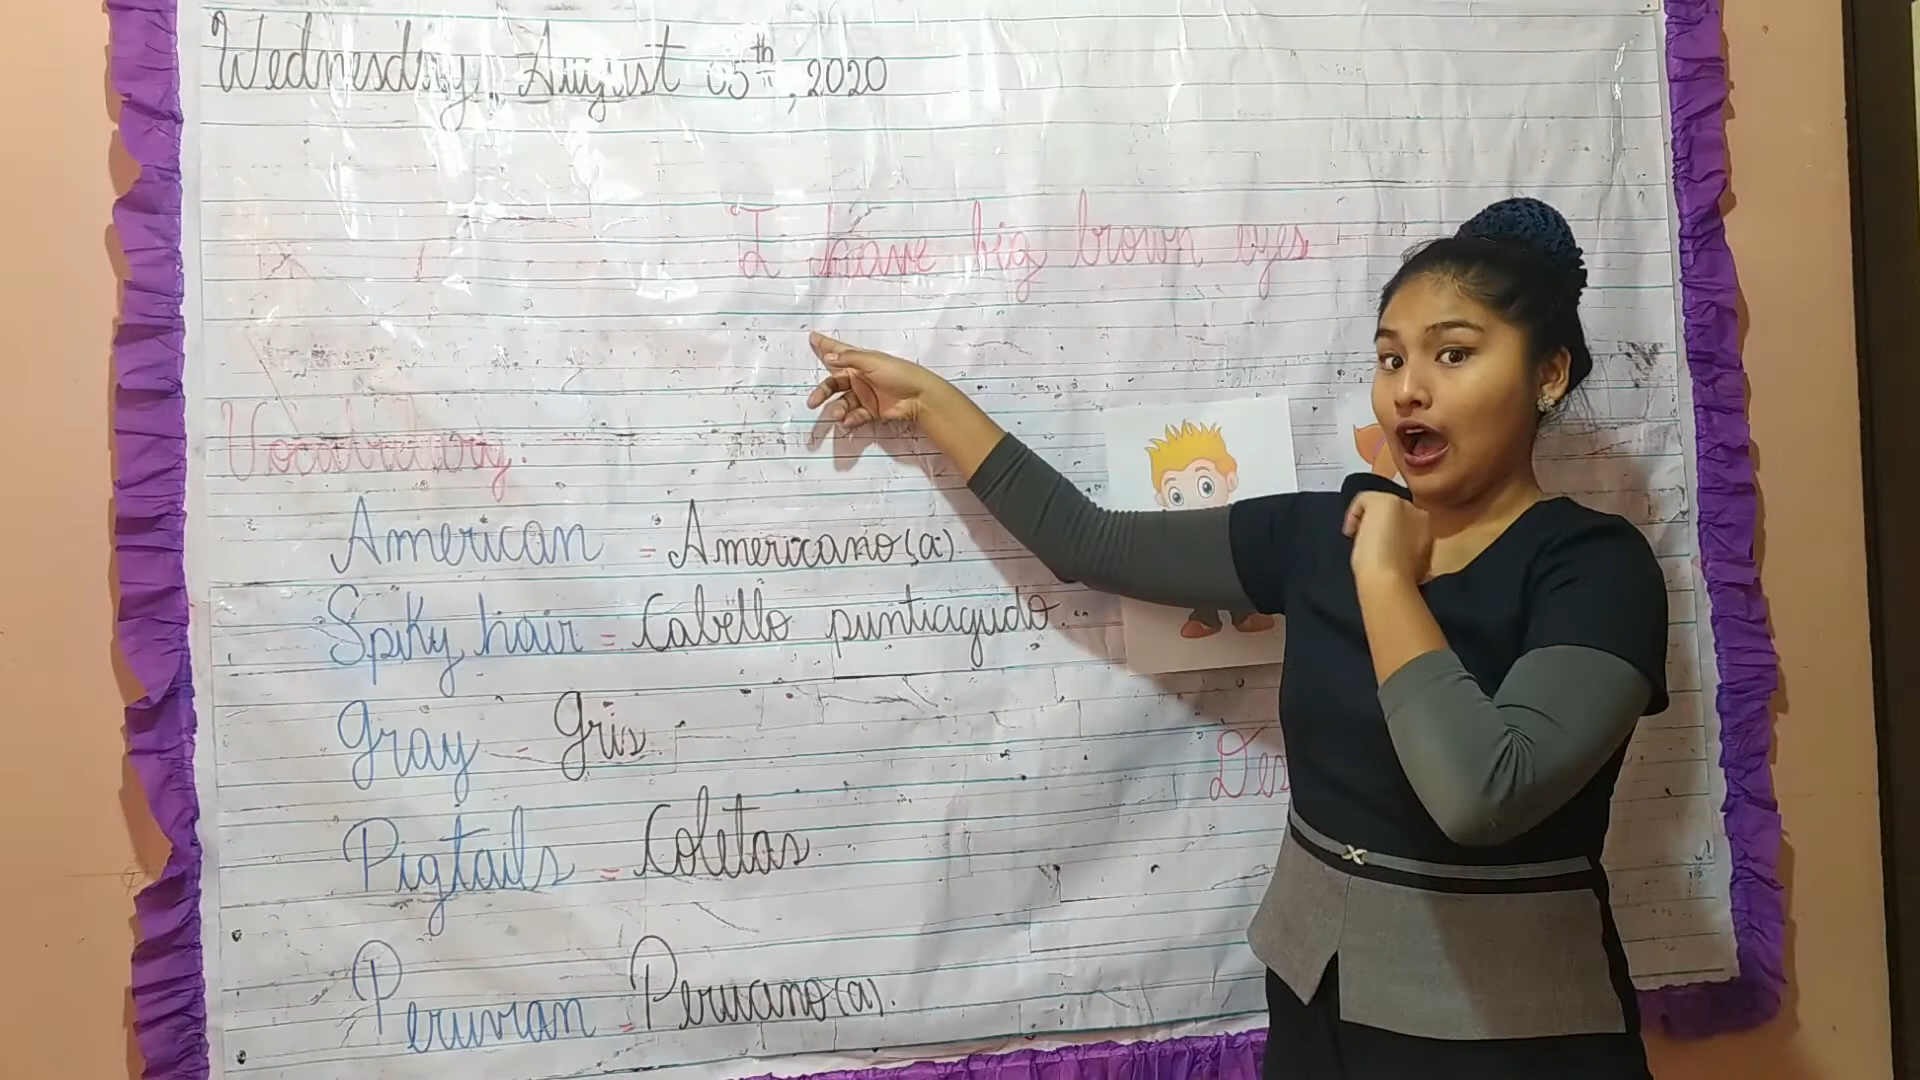 Wednesday, August 05th, 2020
I have big brown eyes
Vocabulary:
American = Americano(a).
Spiky hair = Cabello puntiagudo.
Gray = Gris.
Pigtails = Coletas.
Des
Peruvian = Peruano(a).